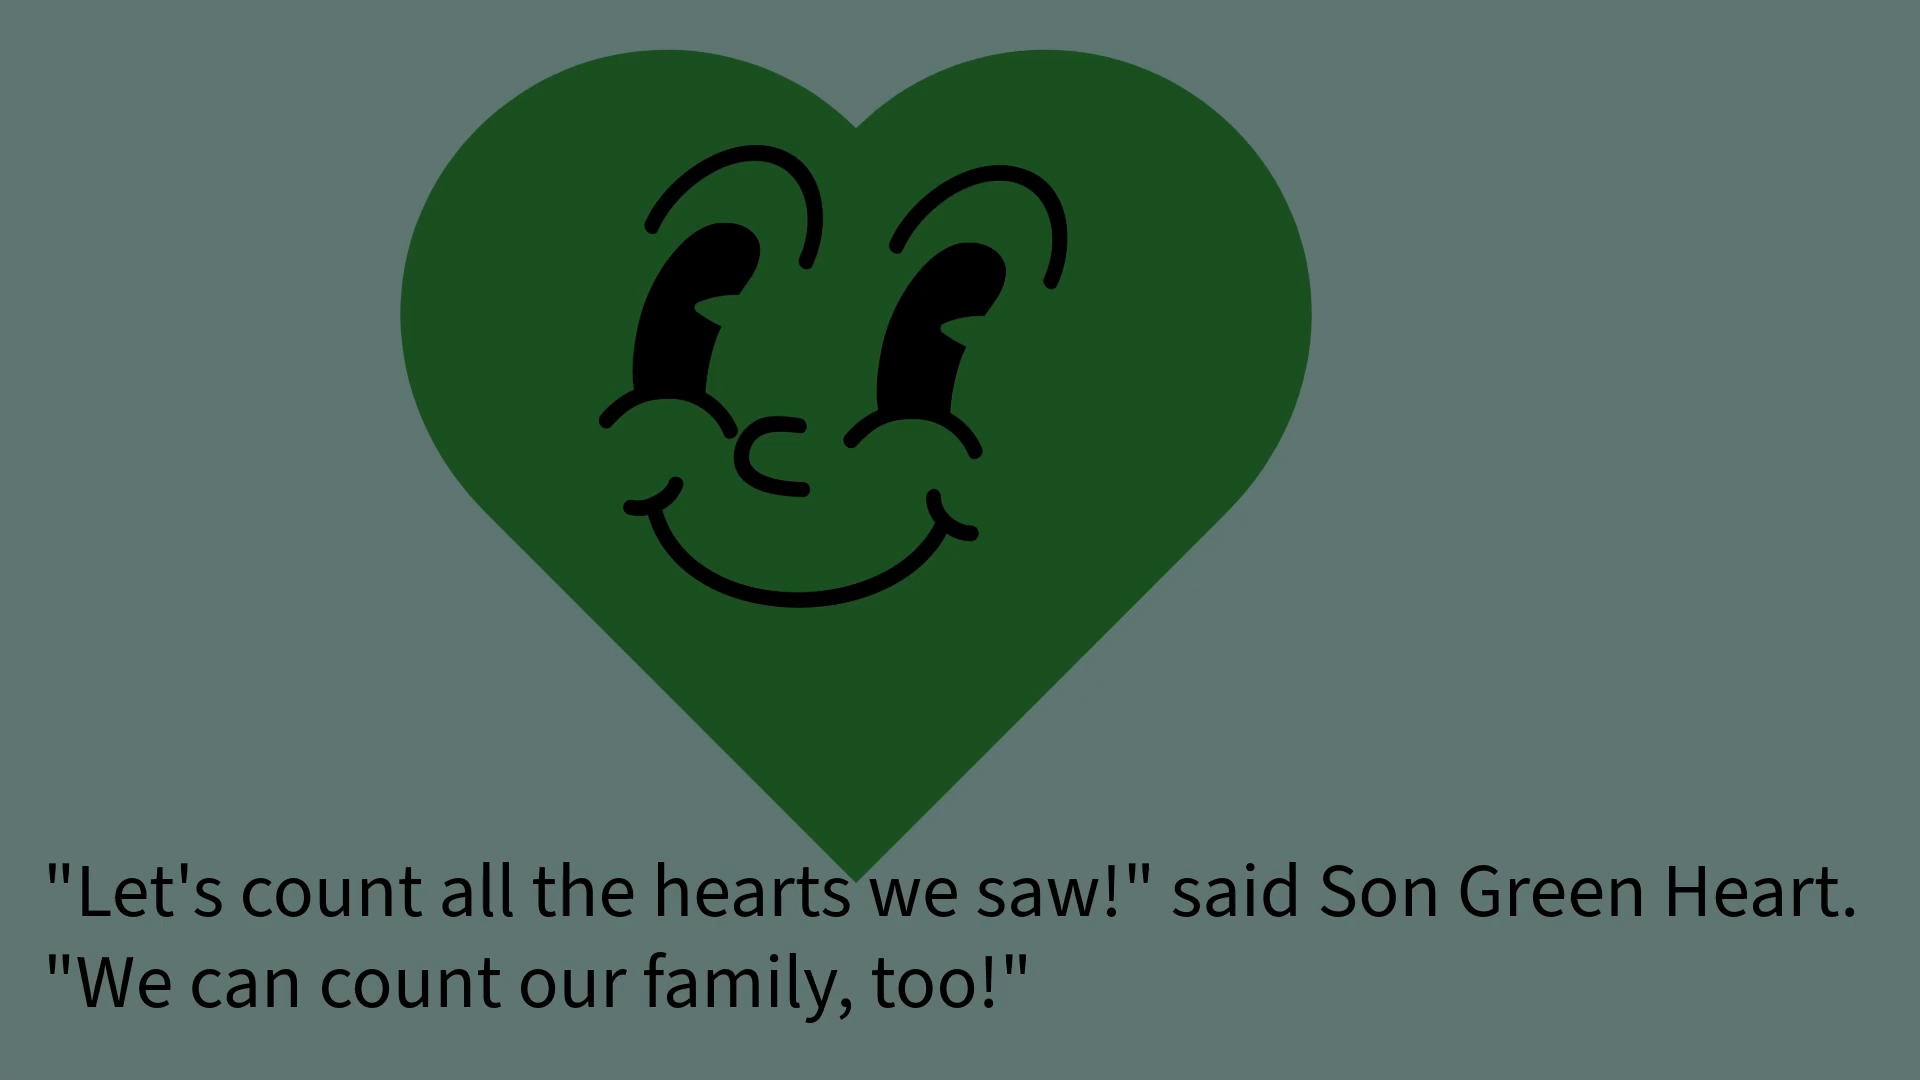 "Let's count all the hearts we saw!" said Son Green Heart.
"We can count our family, too!"